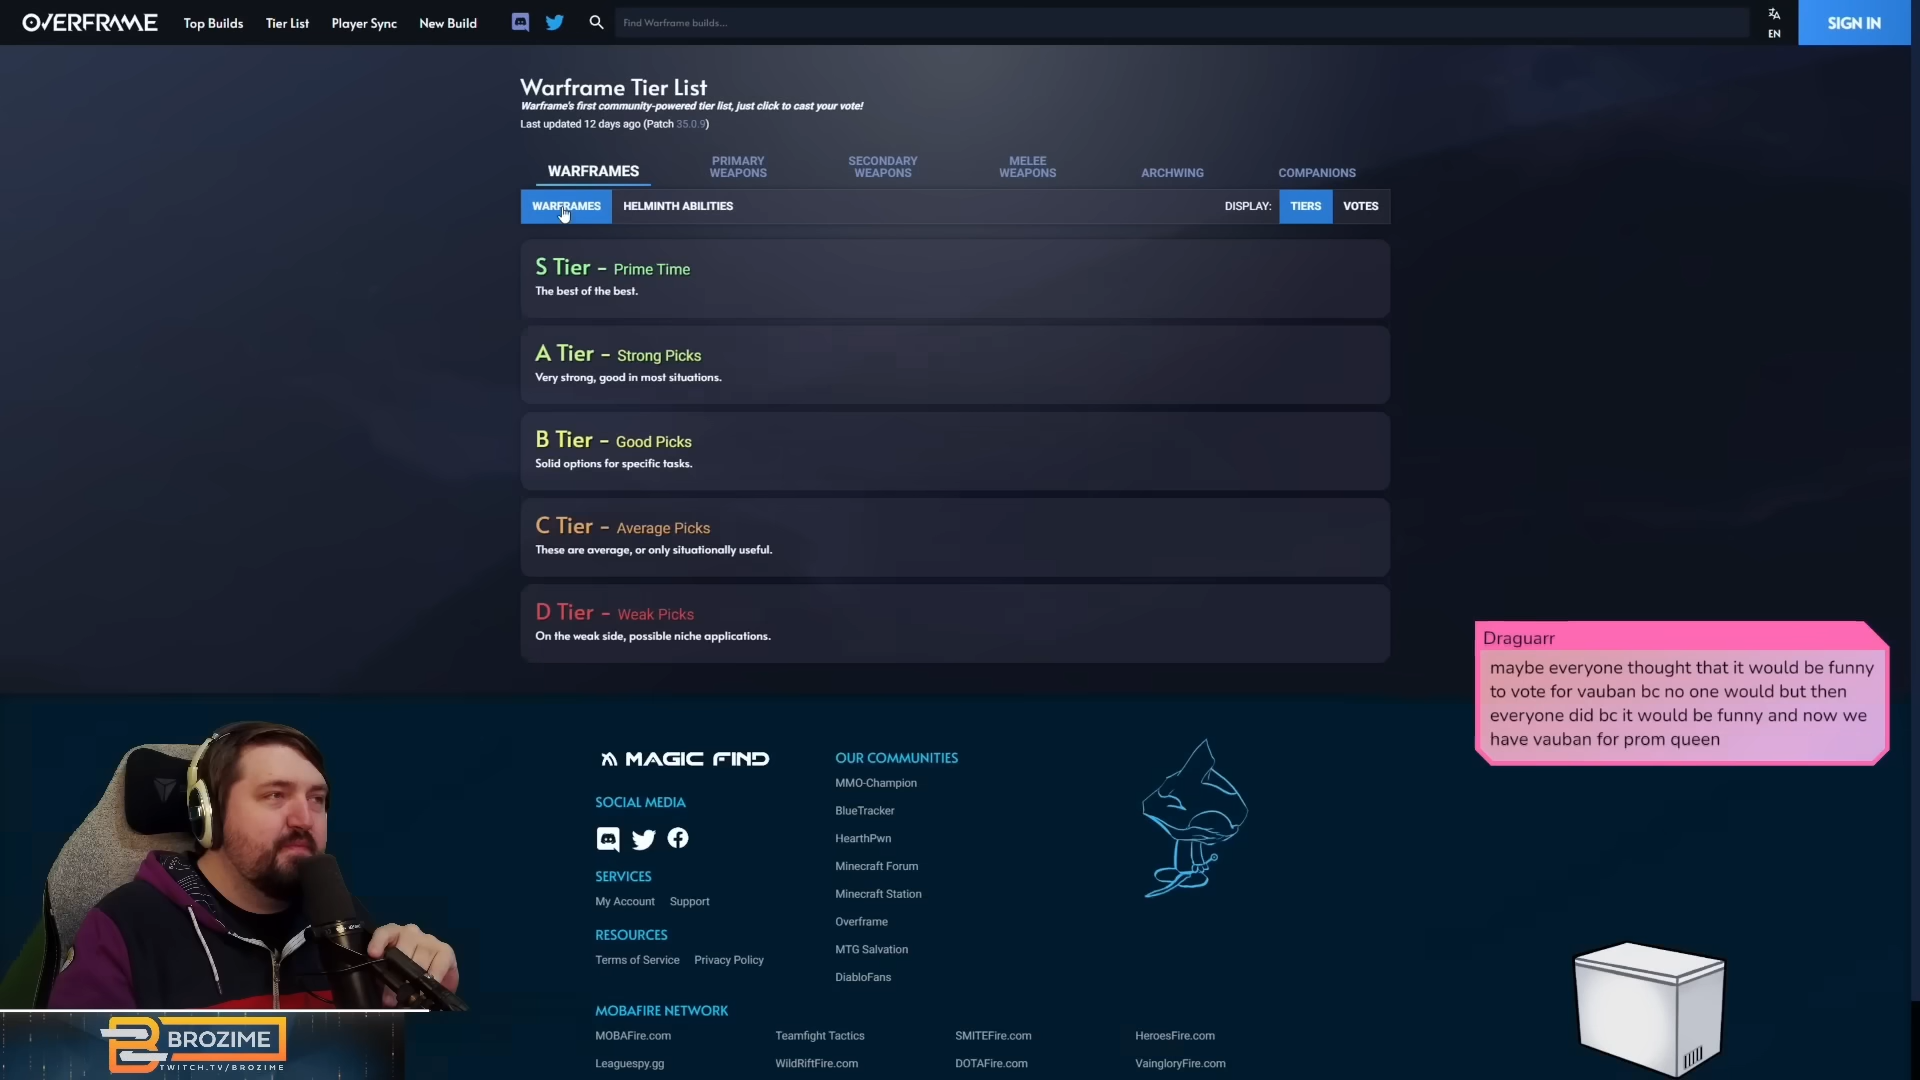 OVERFRAME
Top Builds
Tier List
Player Sync
New Build
Find Warframe builds...
EN
SIGN IN
Warframe Tier List
Warframe's first community-powered tier list, just click to cast your vote!
Last updated 12 days ago (Patch 35.0.9)
WARFRAMES
PRIMARY
WEAPONS
SECONDARY
WEAPONS
MELEE
WEAPONS
ARCHWING
COMPANIONS
WARFRAMES
HELMINTH ABILITIES
DISPLAY:
TIERS
VOTES
S Tier - Prime Time
The best of the best.
A Tier - Strong Picks
Very strong, good in most situations.
B Tier - Good Picks
Solid options for specific tasks.
C Tier - Average Picks
These are average, or only situationally useful.
D Tier - Weak Picks
On the weak side, possible niche applications.
Draguarr
maybe everyone thought that it would be funny
to vote for vauban bc no one would but then
everyone did bc it would be funny and now we
have vauban for prom queen
MAGIC FIND
SOCIAL MEDIA
SERVICES
My Account
Support
RESOURCES
Terms of Service
Privacy Policy
OUR COMMUNITIES
MMO-Champion
BlueTracker
HearthPwn
Minecraft Forum
Minecraft Station
Overframe
MTG Salvation
DiabloFans
MOBAFIRE NETWORK
MOBAFire.com
Teamfight Tactics
SMITEFire.com
HeroesFire.com
Leaguespy.gg
WildRiftFire.com
DOTAFire.com
VaingloryFire.com
BROZIME
TWITCH.TV/BROZIME